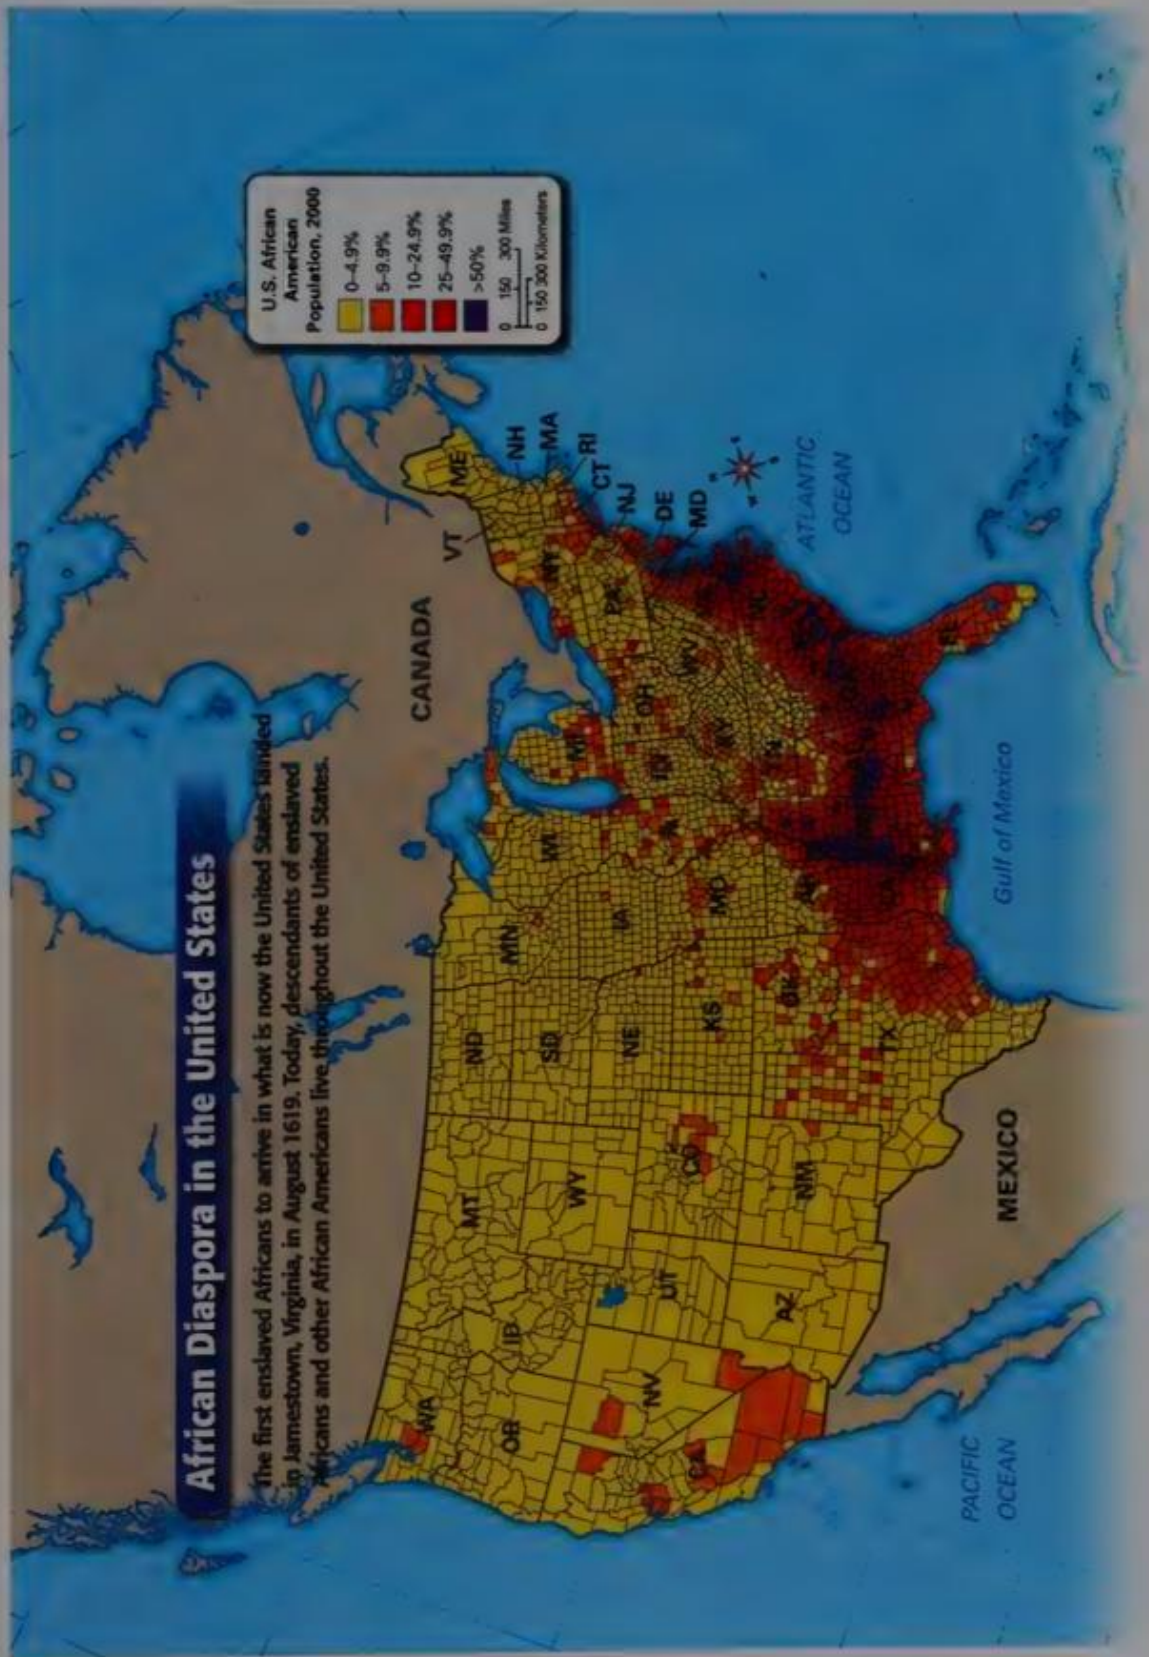 African Diaspora in the United States
The first enslaved Africans to arrive in what is now the United States landed
in Jamestown, Virginia, in August 1619. Today, descendants of enslaved
Africans and other African Americans live throughout the United States.
U.S. African
American
Population, 2000
0–4.9%
5–9.9%
10–24.9%
25–49.9%
>50%
0 150 300 Miles
0 150 300 Kilometers
CANADA
VT
ME
NH
MA
RI
CT
NJ
DE
MD
WA
MT
ND
MN
WI
MI
NY
OR
ID
WY
SD
IA
IL
IN
OH
PA
NV
UT
CO
NE
KS
MO
KY
WV
CA
AZ
NM
OK
TX
AR
LA
TN
FL
ATLANTIC
OCEAN
Gulf of Mexico
MEXICO
PACIFIC
OCEAN